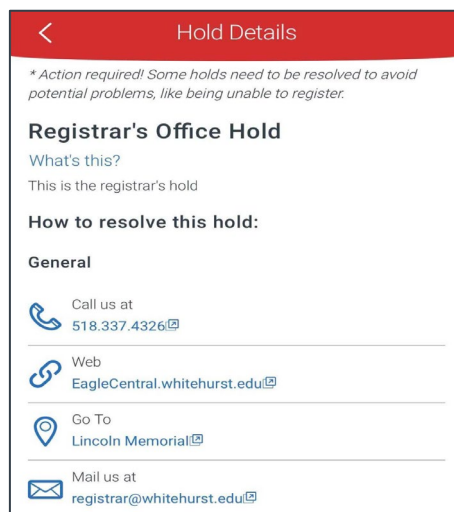 Hold Details
* Action required! Some holds need to be resolved to avoid
potential problems, like being unable to register.
Registrar's Office Hold
What's this?
This is the registrar's hold
How to resolve this hold:
General
Call us at
518.337.4326
Web
EagleCentral.whitehurst.edu
Go To
Lincoln Memorial
Mail us at
registrar@whitehurst.edu